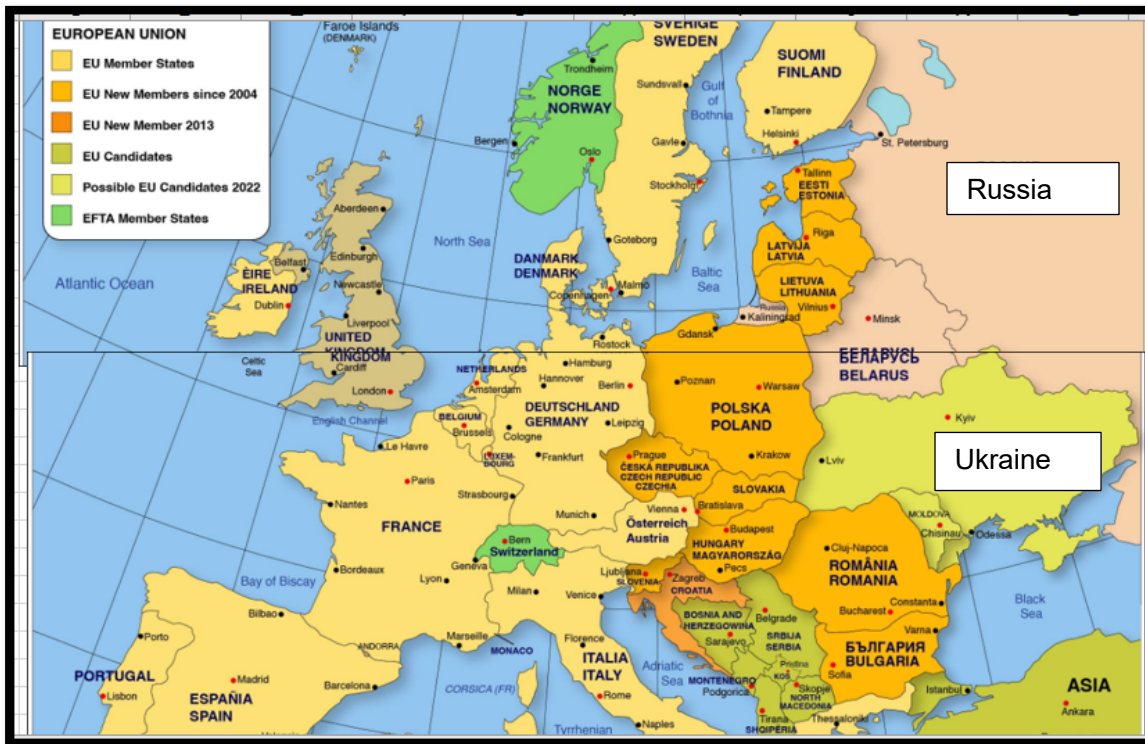 EUROPEAN UNION
EU Member States
EU New Members since 2004
EU New Member 2013
EU Candidates
Possible EU Candidates 2022
EFTA Member States
Faroe Islands
(DENMARK)
Trondheim
NORGE
NORWAY
Bergen
Oslo
SVERIGE
SWEDEN
Sundsvall
Gulf
of
Bothnia
Gavle
Stockholm
Goteborg
Malmo
SUOMI
FINLAND
Tampere
Helsinki
St. Petersburg
Russia
Tallinn
EESTI
ESTONIA
Riga
LATVIJA
LATVIA
LIETUVA
LITHUANIA
Vilnius
Russia
Kaliningrad
Minsk
БЕЛАРУСЬ
BELARUS
Atlantic Ocean
North Sea
Baltic
Sea
Aberdeen
Edinburgh
Belfast
Newcastle
ÈIRE
IRELAND
Dublin
Liverpool
UNITED
KINGDOM
KINGDOM
Cardiff
London
Celtic
Sea
English Channel
DANMARK
DENMARK
Copenhagen
Rostock
Gdansk
NETHERLANDS
Amsterdam
Hamburg
Hannover
Berlin
DEUTSCHLAND
GERMANY
Leipzig
Cologne
Frankfurt
Munich
BELGIUM
Brussels
LUXEM-
BOURG
Poznan
Warsaw
POLSKA
POLAND
Krakow
Kyiv
Lviv
Ukraine
Odessa
MOLDOVA
Chisinau
Prague
ČESKÁ REPUBLIKA
CZECH REPUBLIC
CZECHIA
SLOVAKIA
Bratislava
Vienna
Österreich
Austria
Budapest
HUNGARY
MAGYARORSZÁG
Pecs
Le Havre
Paris
Strasbourg
Nantes
FRANCE
Bern
Switzerland
Geneva
Lyon
Bordeaux
Bay of Biscay
Marseille
MONACO
ANDORRA
CORSICA (FR)
Bilbao
Porto
PORTUGAL
Lisbon
Madrid
ESPAÑIA
SPAIN
Barcelona
Milan
Venice
Florence
ITALIA
ITALY
Rome
Naples
Adriatic
Sea
Tyrrhenian
Ljubljana
SLOVENIA
Zagreb
CROATIA
BOSNIA AND
HERZEGOWINA
Sarajevo
Belgrade
SRBIJA
SERBIA
Pristina
KOS.
MONTENEGRO
Podgorica
Skopje
NORTH
MACEDONIA
Tirana
SHQIPËRIA
Thessaloniki
Cluj-Napoca
ROMÂNIA
ROMANIA
Bucharest
Constanta
Varna
БЪЛГАРИЯ
BULGARIA
Sofia
Black
Sea
Istanbul
ASIA
Ankara